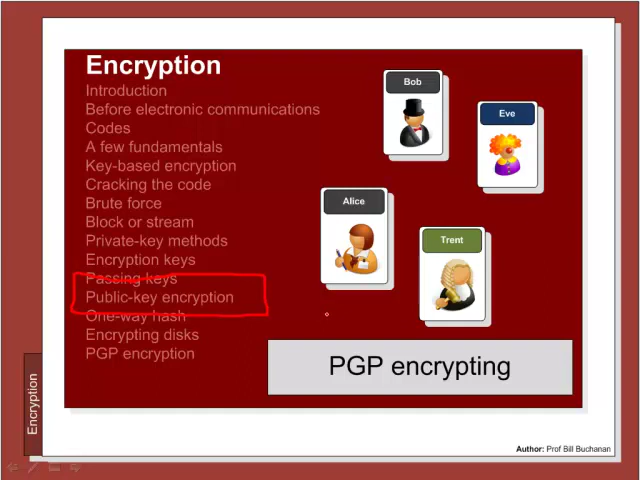 Encryption
Introduction
Before electronic communications
Codes
A few fundamentals
Key-based encryption
Cracking the code
Brute force
Block or stream
Private-key methods
Encryption keys
Passing keys
Public-key encryption
One-way hash
Encrypting disks
PGP encryption
Bob
Eve
Alice
Trent
PGP encrypting
Encryption
Author: Prof Bill Buchanan